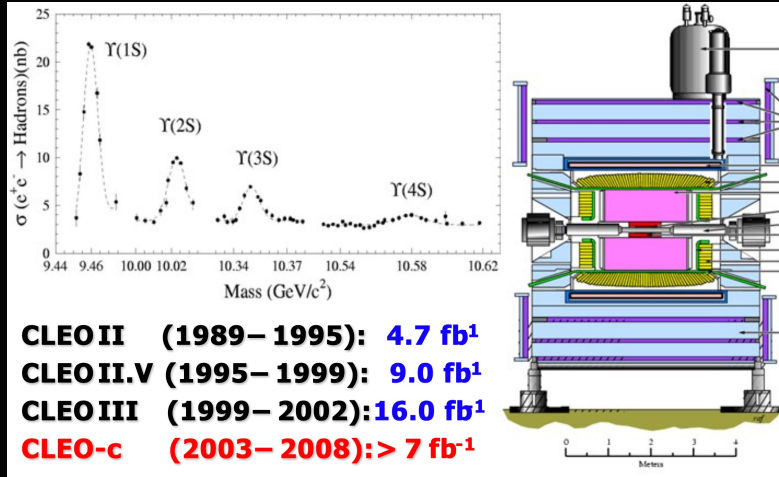 25
20
15
10
5
0
σ (e⁺e⁻ → Hadrons)(nb)
ϒ(1S)
ϒ(2S)
ϒ(3S)
ϒ(4S)
9.44 9.46 10.00 10.02 10.34 10.37 10.54 10.58 10.62
Mass (GeV/c²)
CLEO II (1989–1995): 4.7 fb¹
CLEO II.V (1995–1999): 9.0 fb¹
CLEO III (1999–2002): 16.0 fb¹
CLEO-c (2003–2008): > 7 fb⁻¹
0 1 2 3 4
Meters